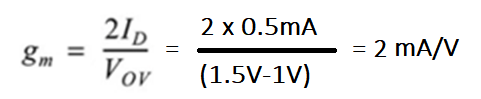 g_m = 2I_D / V_OV = 2 x 0.5mA / (1.5V-1V) = 2 mA/V